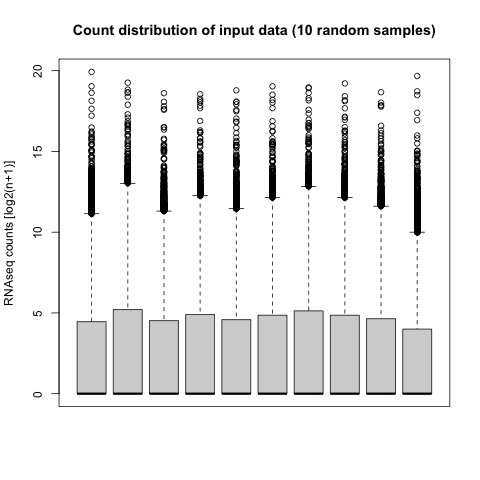 Count distribution of input data (10 random samples)
RNAseq counts [log2(n+1)]
20
15
10
5
0